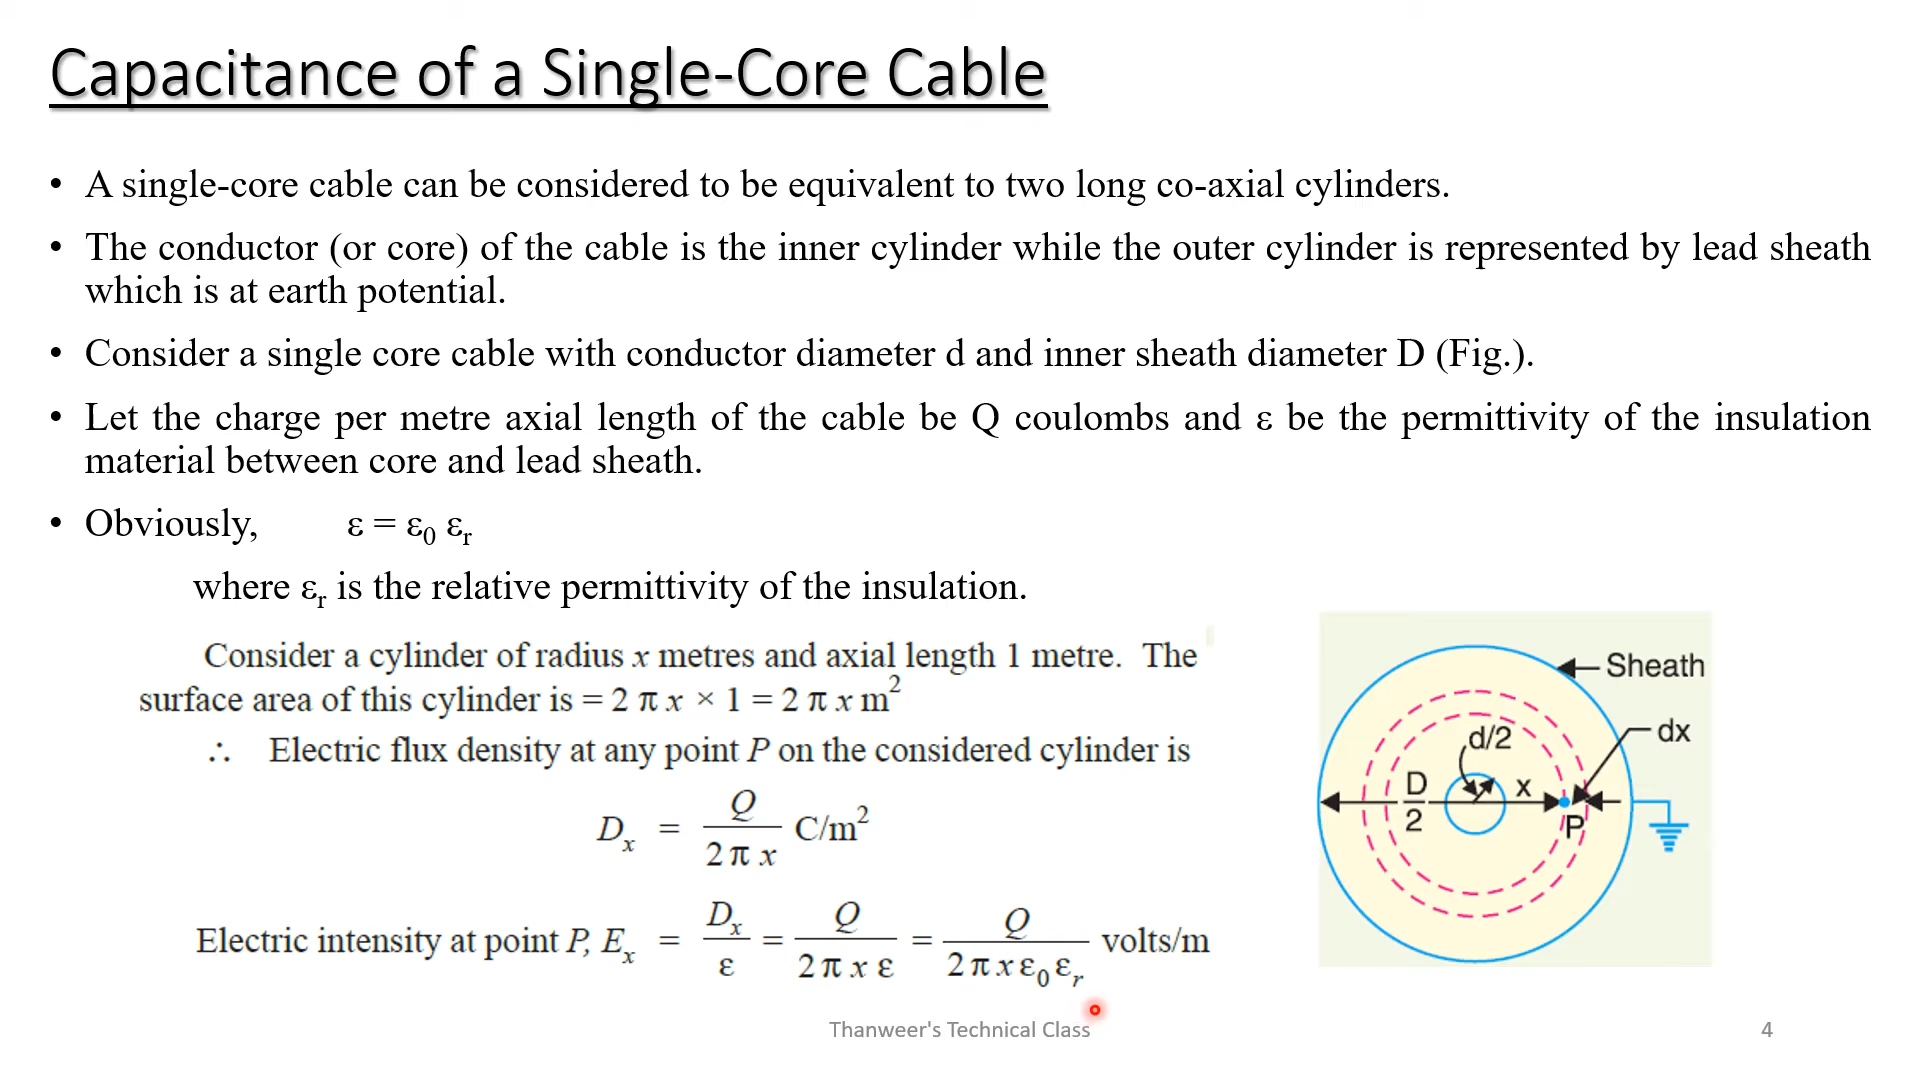 Capacitance of a Single-Core Cable
• A single-core cable can be considered to be equivalent to two long co-axial cylinders.
• The conductor (or core) of the cable is the inner cylinder while the outer cylinder is represented by lead sheath
which is at earth potential.
• Consider a single core cable with conductor diameter d and inner sheath diameter D (Fig.).
• Let the charge per metre axial length of the cable be Q coulombs and ε be the permittivity of the insulation
material between core and lead sheath.
• Obviously, ε = ε₀ εᵣ
where εᵣ is the relative permittivity of the insulation.
Consider a cylinder of radius x metres and axial length 1 metre. The
surface area of this cylinder is = 2 π x × 1 = 2 π x m²
∴ Electric flux density at any point P on the considered cylinder is
Dₓ = Q / 2 π x C/m²
Electric intensity at point P, Eₓ = Dₓ / ε = Q / 2 π x ε = Q / 2 π x ε₀ εᵣ volts/m
Sheath
dx
d/2
x
D
2
P
Thanweer's Technical Class
4